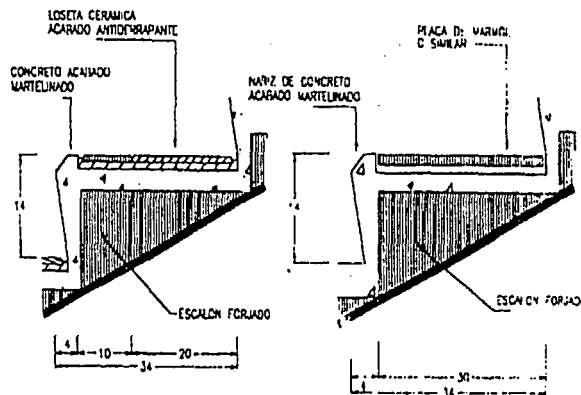 LOSETA CERAMICA
ACABADO ANTIDERRAPANTE
CONCRETO ACABADO
MARTELINADO
14
ESCALON FORJADO
4
10
20
34
PLACA DE MARMOL
O SIMILAR
NARIZ DE CONCRETO
ACABADO MARTELINADO
14
ESCALON FORJADO
30
4
34